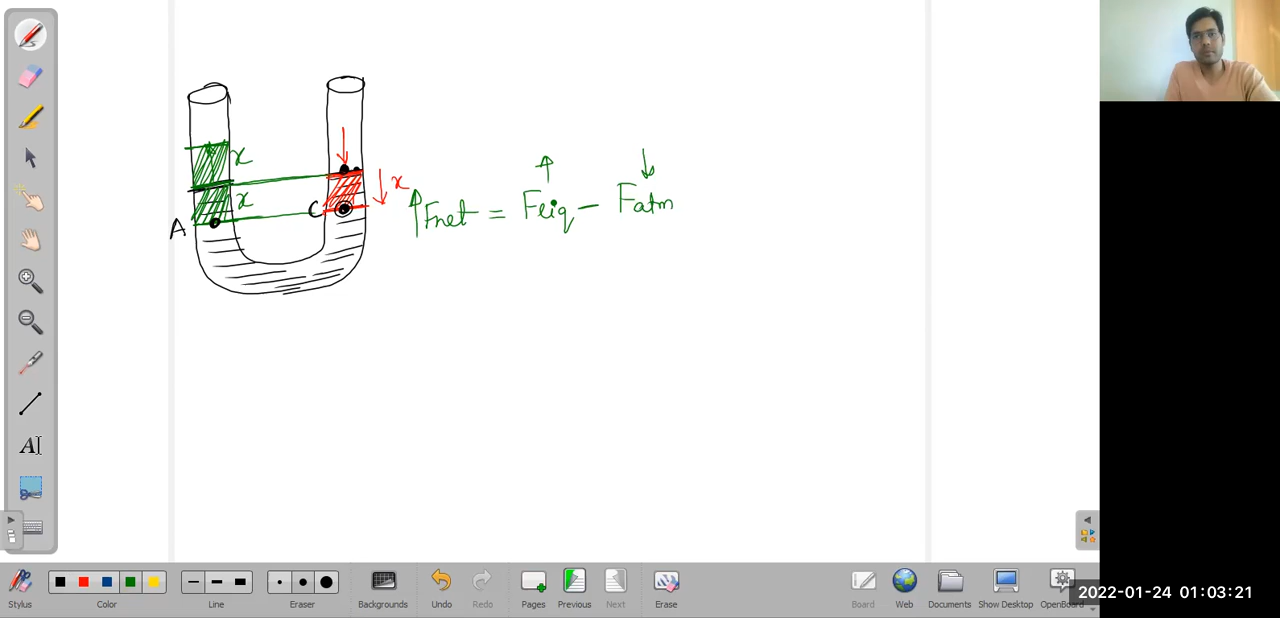 x
x
x
A
C
↑Fnet = Fliq - Fatm
A
Stylus
Color
Line
Eraser
Backgrounds
Undo
Redo
Pages
Previous
Next
Erase
Board
Web
Documents
Show Desktop
OpenBoard
2022-01-24 01:03:21